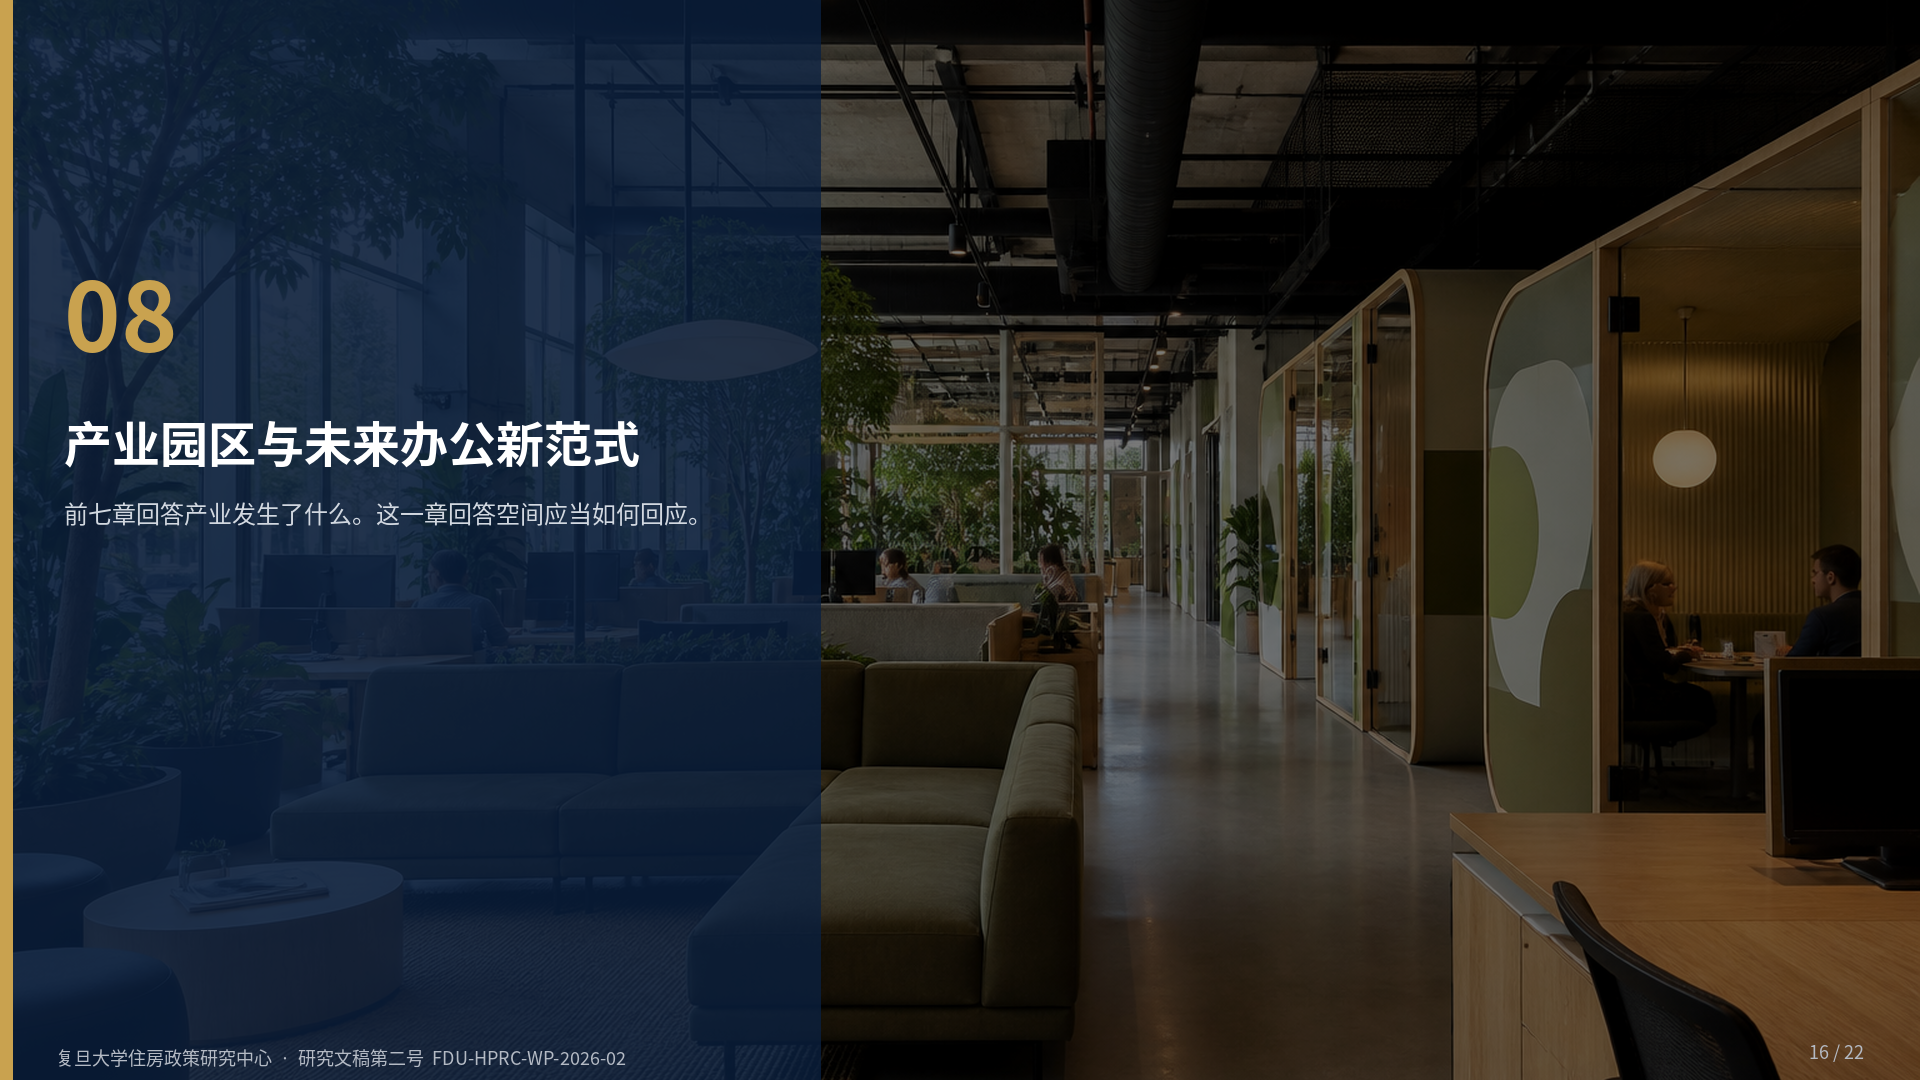 08
产业园区与未来办公新范式
前七章回答产业发生了什么。这一章回答空间应当如何回应。
复旦大学住房政策研究中心 · 研究文稿第二号 FDU-HPRC-WP-2026-02
16 / 22